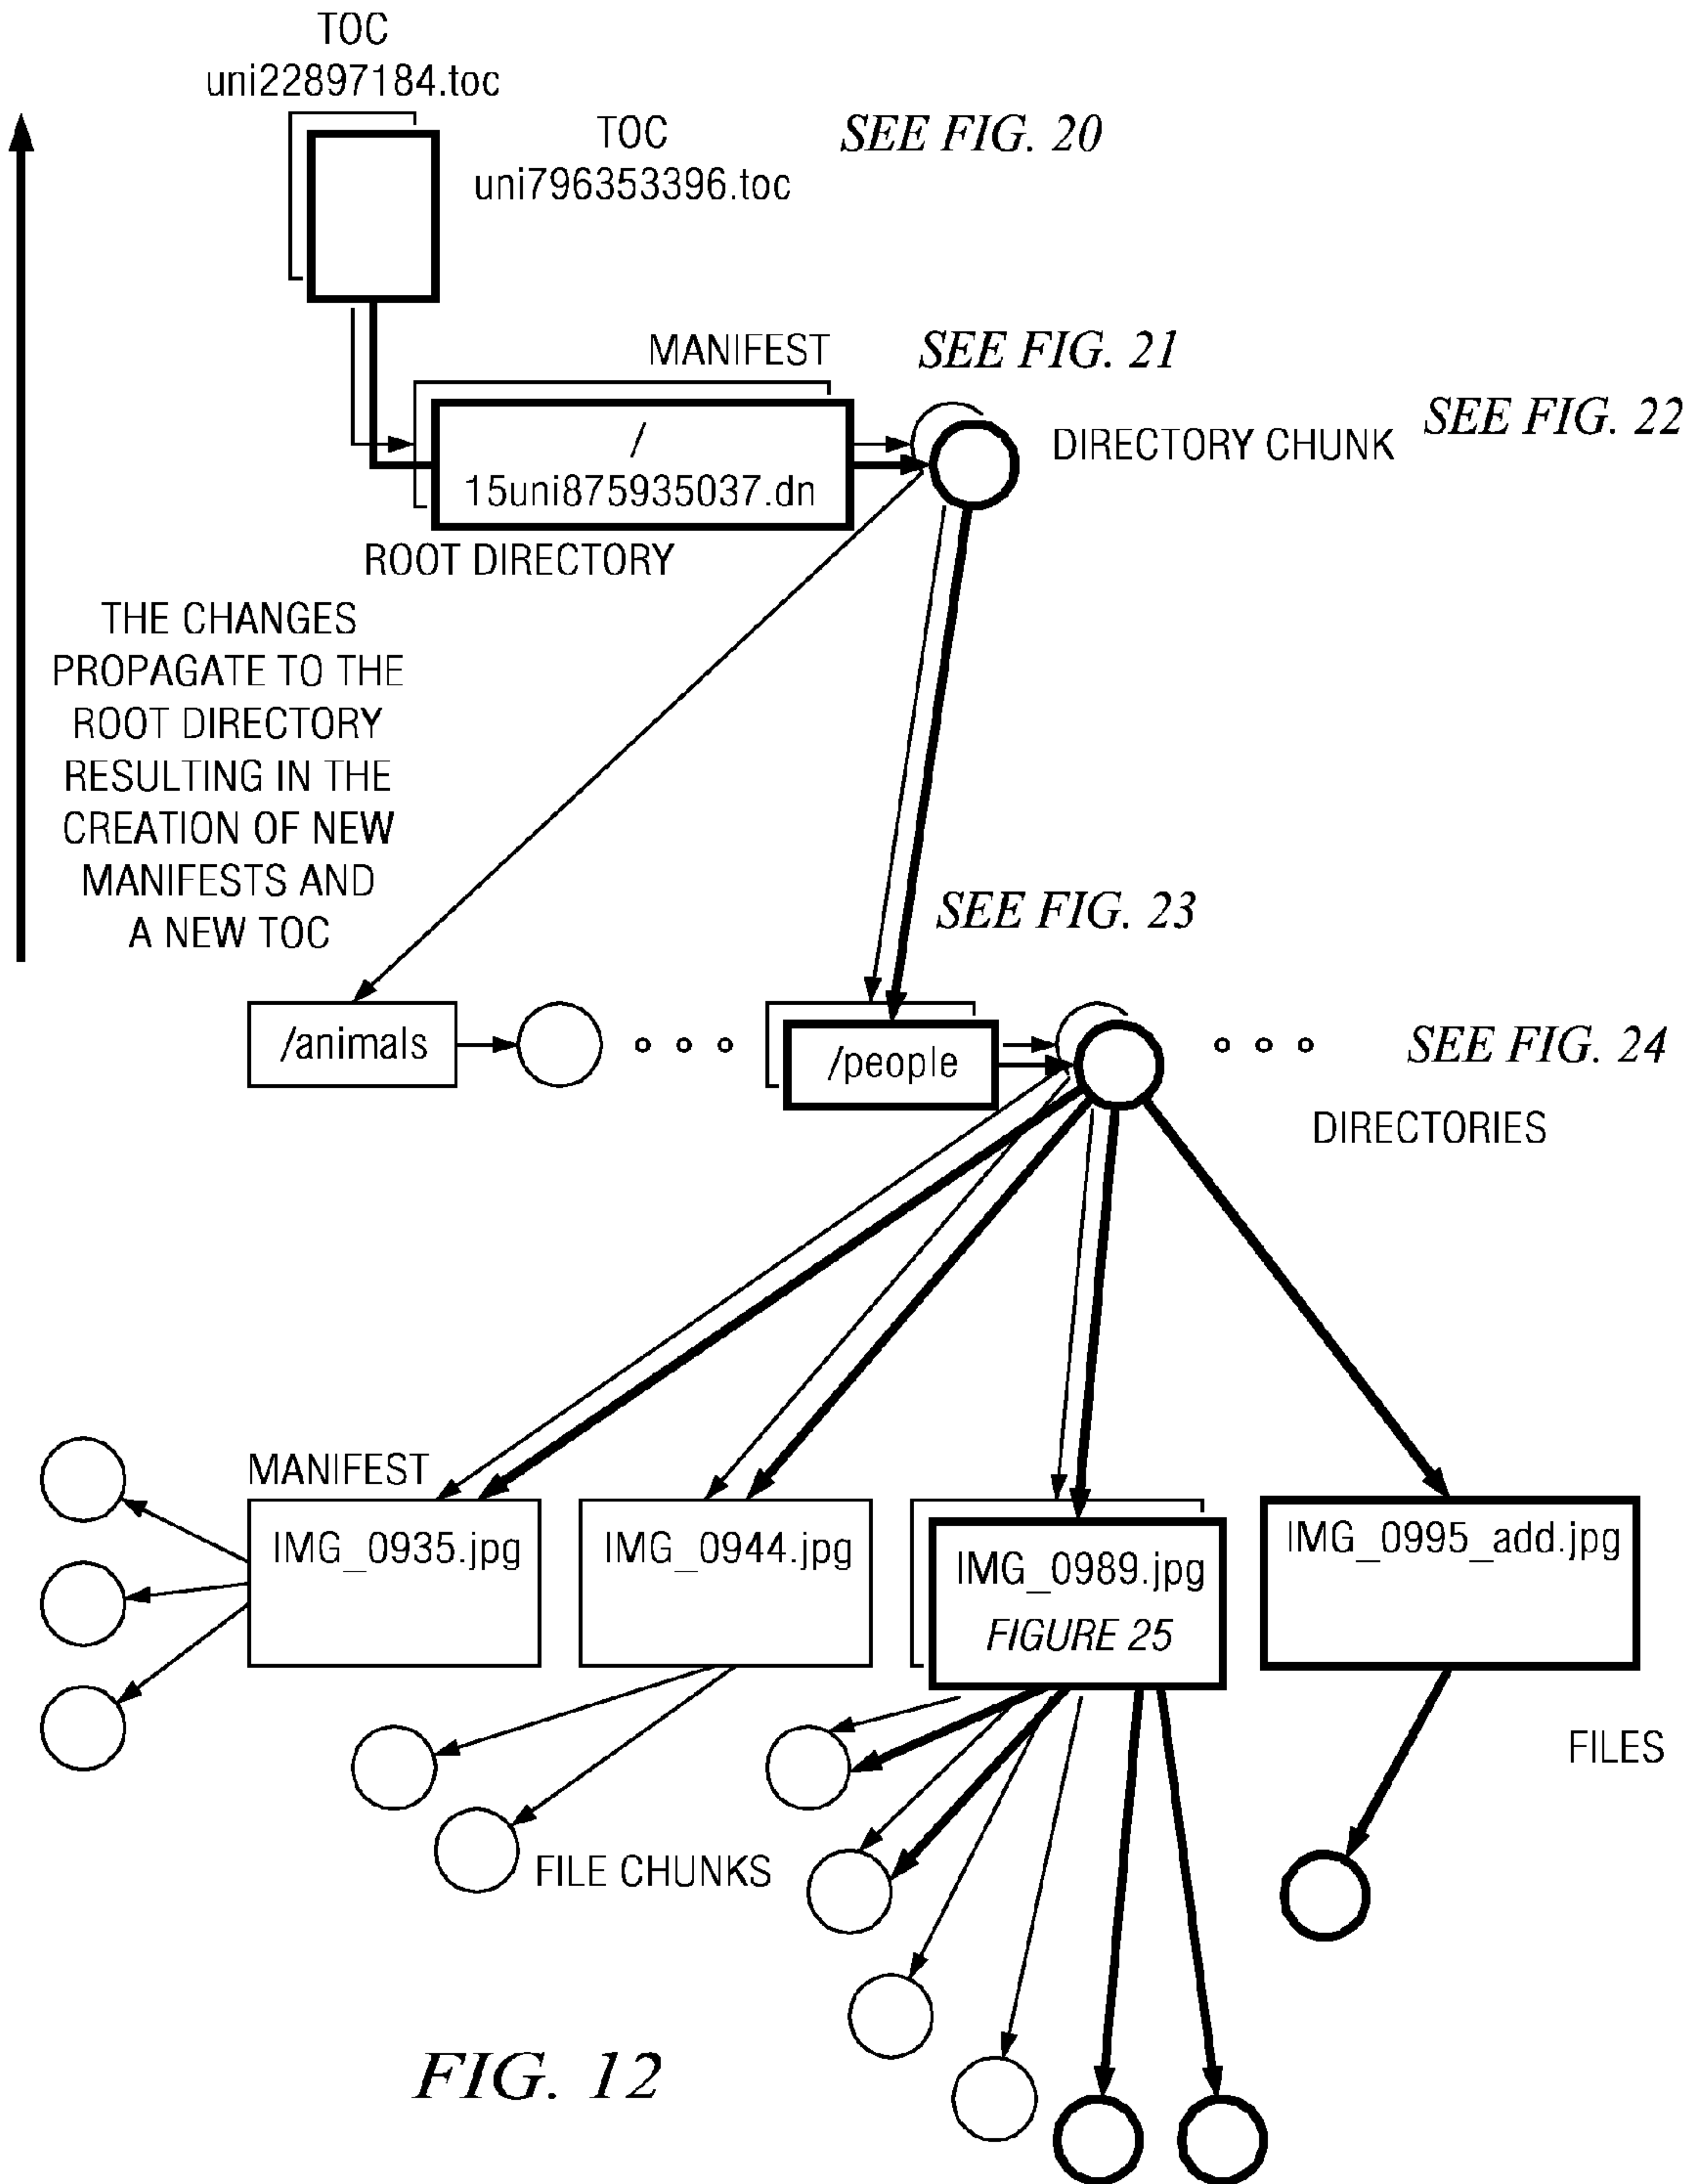 TOC
uni22897184.toc
TOC
uni796353396.toc
SEE FIG. 20
MANIFEST
SEE FIG. 21
/
15uni875935037.dn
DIRECTORY CHUNK
SEE FIG. 22
ROOT DIRECTORY
THE CHANGES
PROPAGATE TO THE
ROOT DIRECTORY
RESULTING IN THE
CREATION OF NEW
MANIFESTS AND
A NEW TOC
SEE FIG. 23
/animals
/people
SEE FIG. 24
DIRECTORIES
MANIFEST
IMG_0935.jpg
IMG_0944.jpg
IMG_0989.jpg
FIGURE 25
IMG_0995_add.jpg
FILES
FILE CHUNKS
FIG. 12